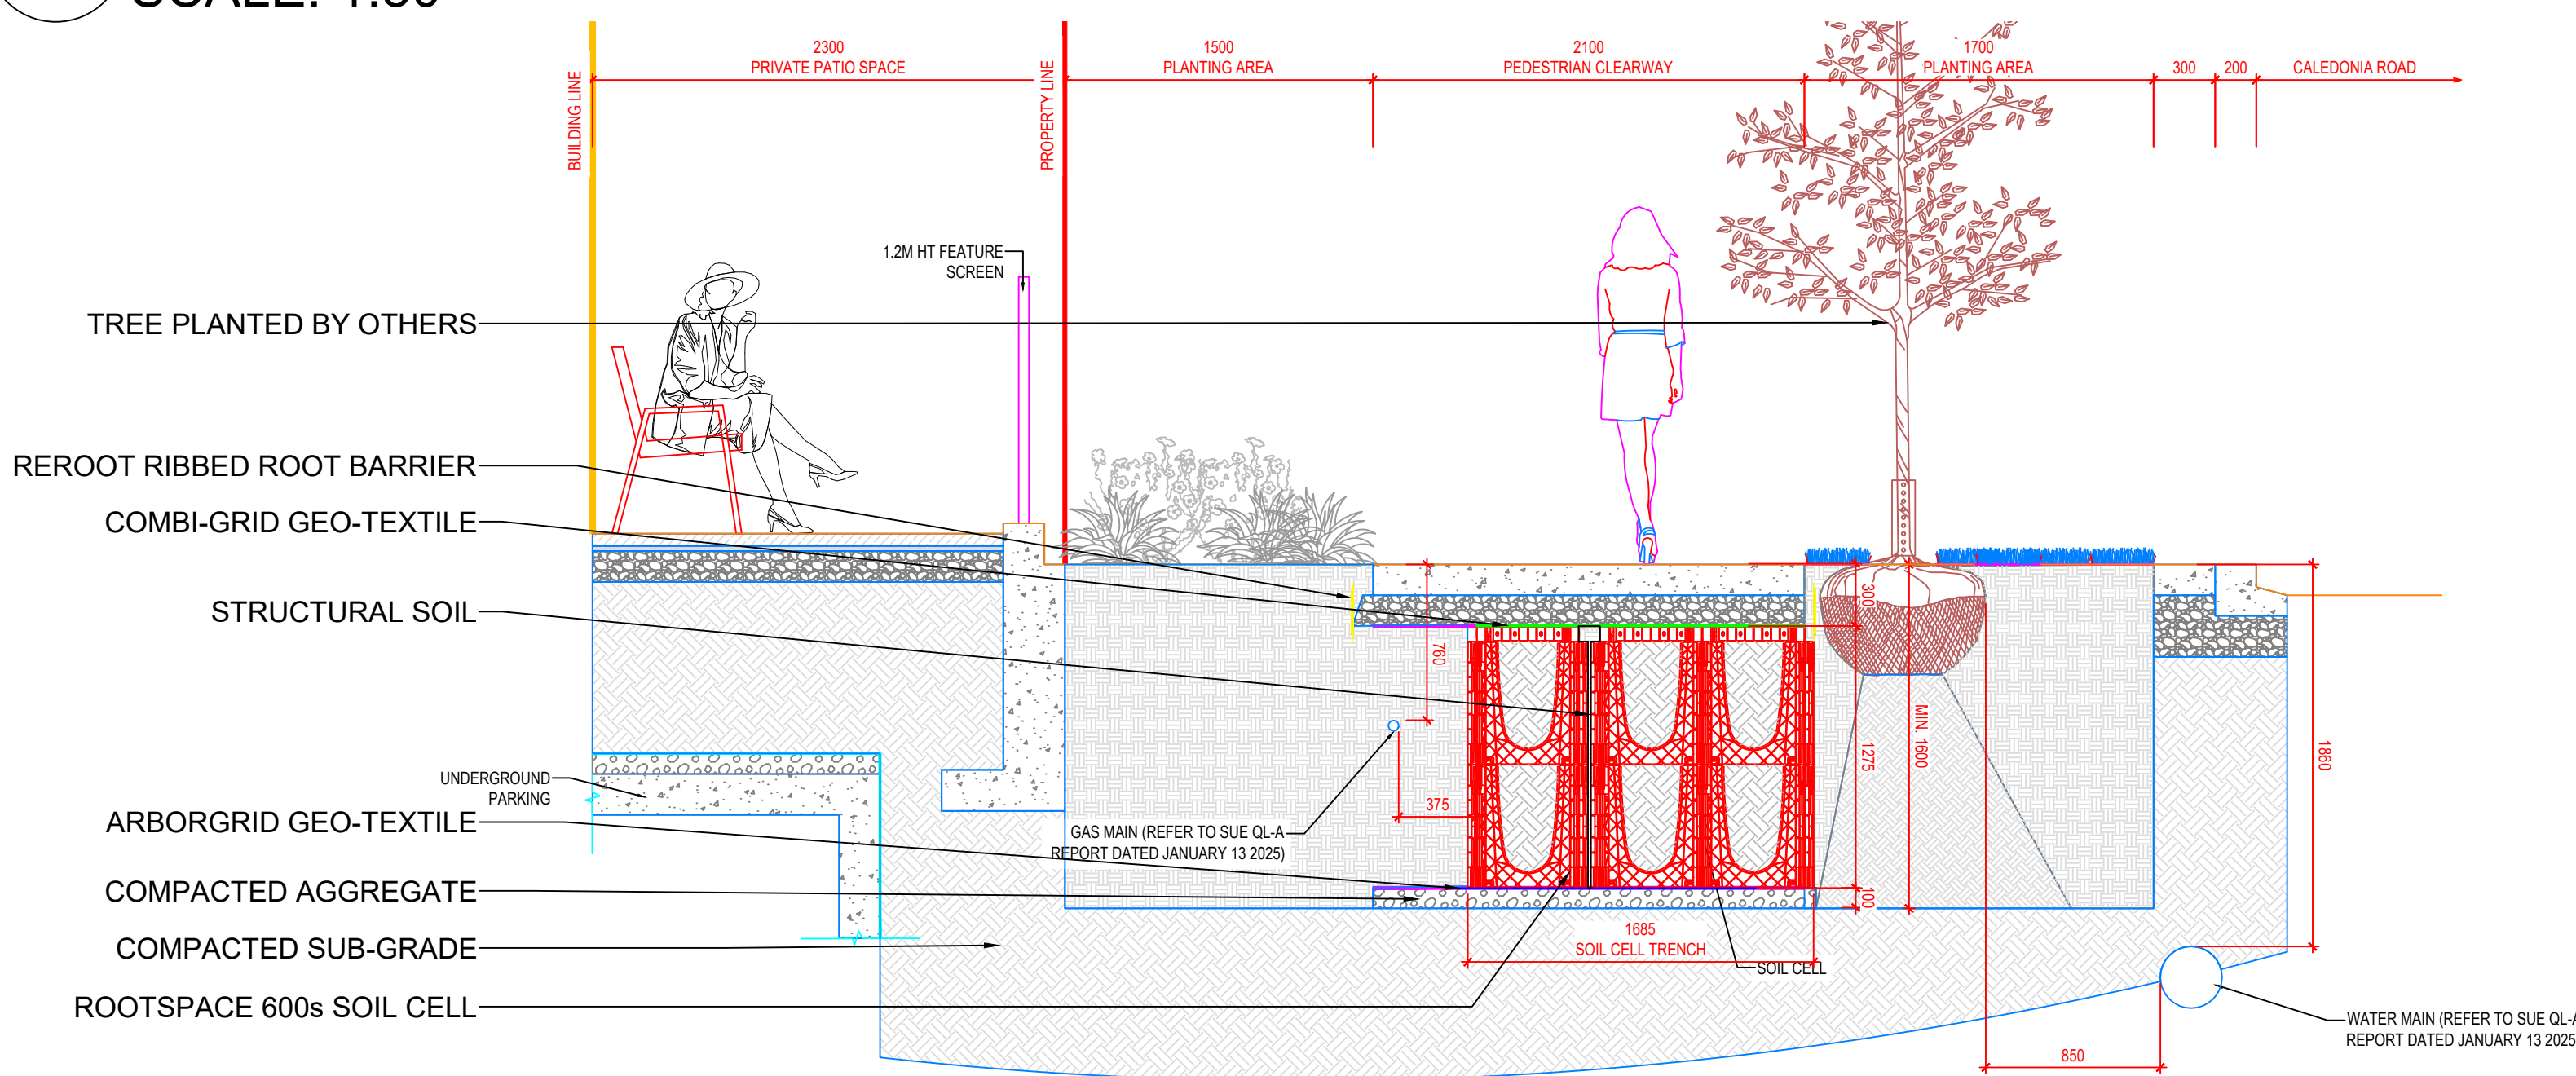 2300
PRIVATE PATIO SPACE
1500
PLANTING AREA
2100
PEDESTRIAN CLEARWAY
1700
PLANTING AREA
300
200
CALEDONIA ROAD
BUILDING LINE
PROPERTY LINE
1.2M HT FEATURE
SCREEN
TREE PLANTED BY OTHERS
REROOT RIBBED ROOT BARRIER
COMBI-GRID GEO-TEXTILE
STRUCTURAL SOIL
UNDERGROUND
PARKING
ARBORGRID GEO-TEXTILE
COMPACTED AGGREGATE
COMPACTED SUB-GRADE
ROOTSPACE 600s SOIL CELL
760
375
GAS MAIN (REFER TO SUE QL-A
REPORT DATED JANUARY 13 2025)
300
1275
100
MIN. 1600
1860
1685
SOIL CELL TRENCH
SOIL CELL
850
WATER MAIN (REFER TO SUE QL-A
REPORT DATED JANUARY 13 2025